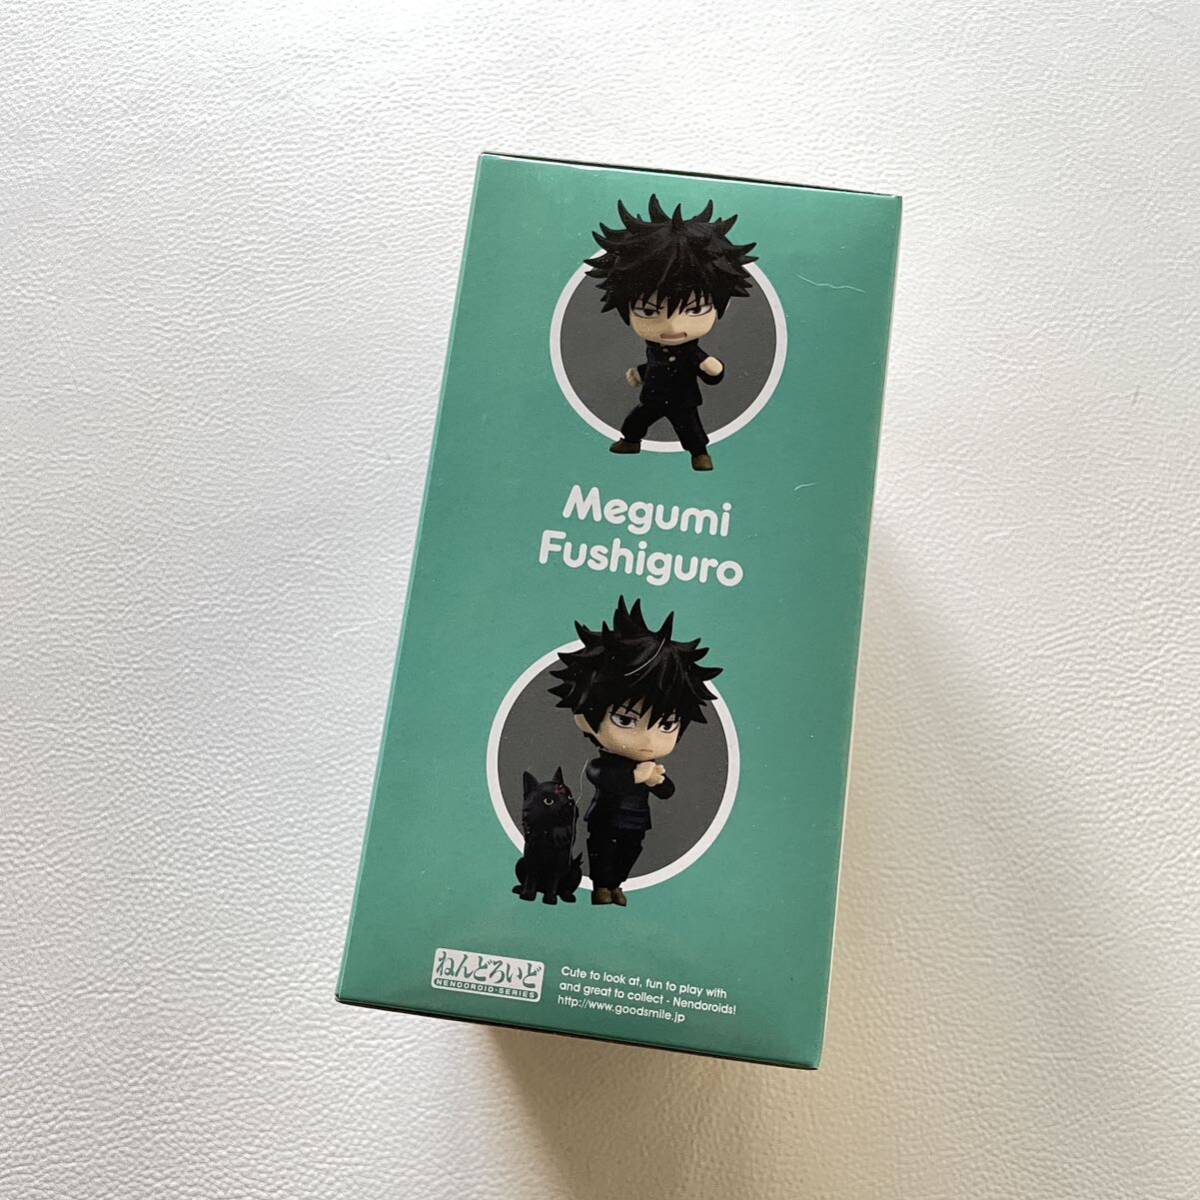 Megumi
Fushiguro
ねんどろいど
NENDOROID·SERIES
Cute to look at, fun to play with
and great to collect - Nendoroids!
http://www.goodsmile.jp